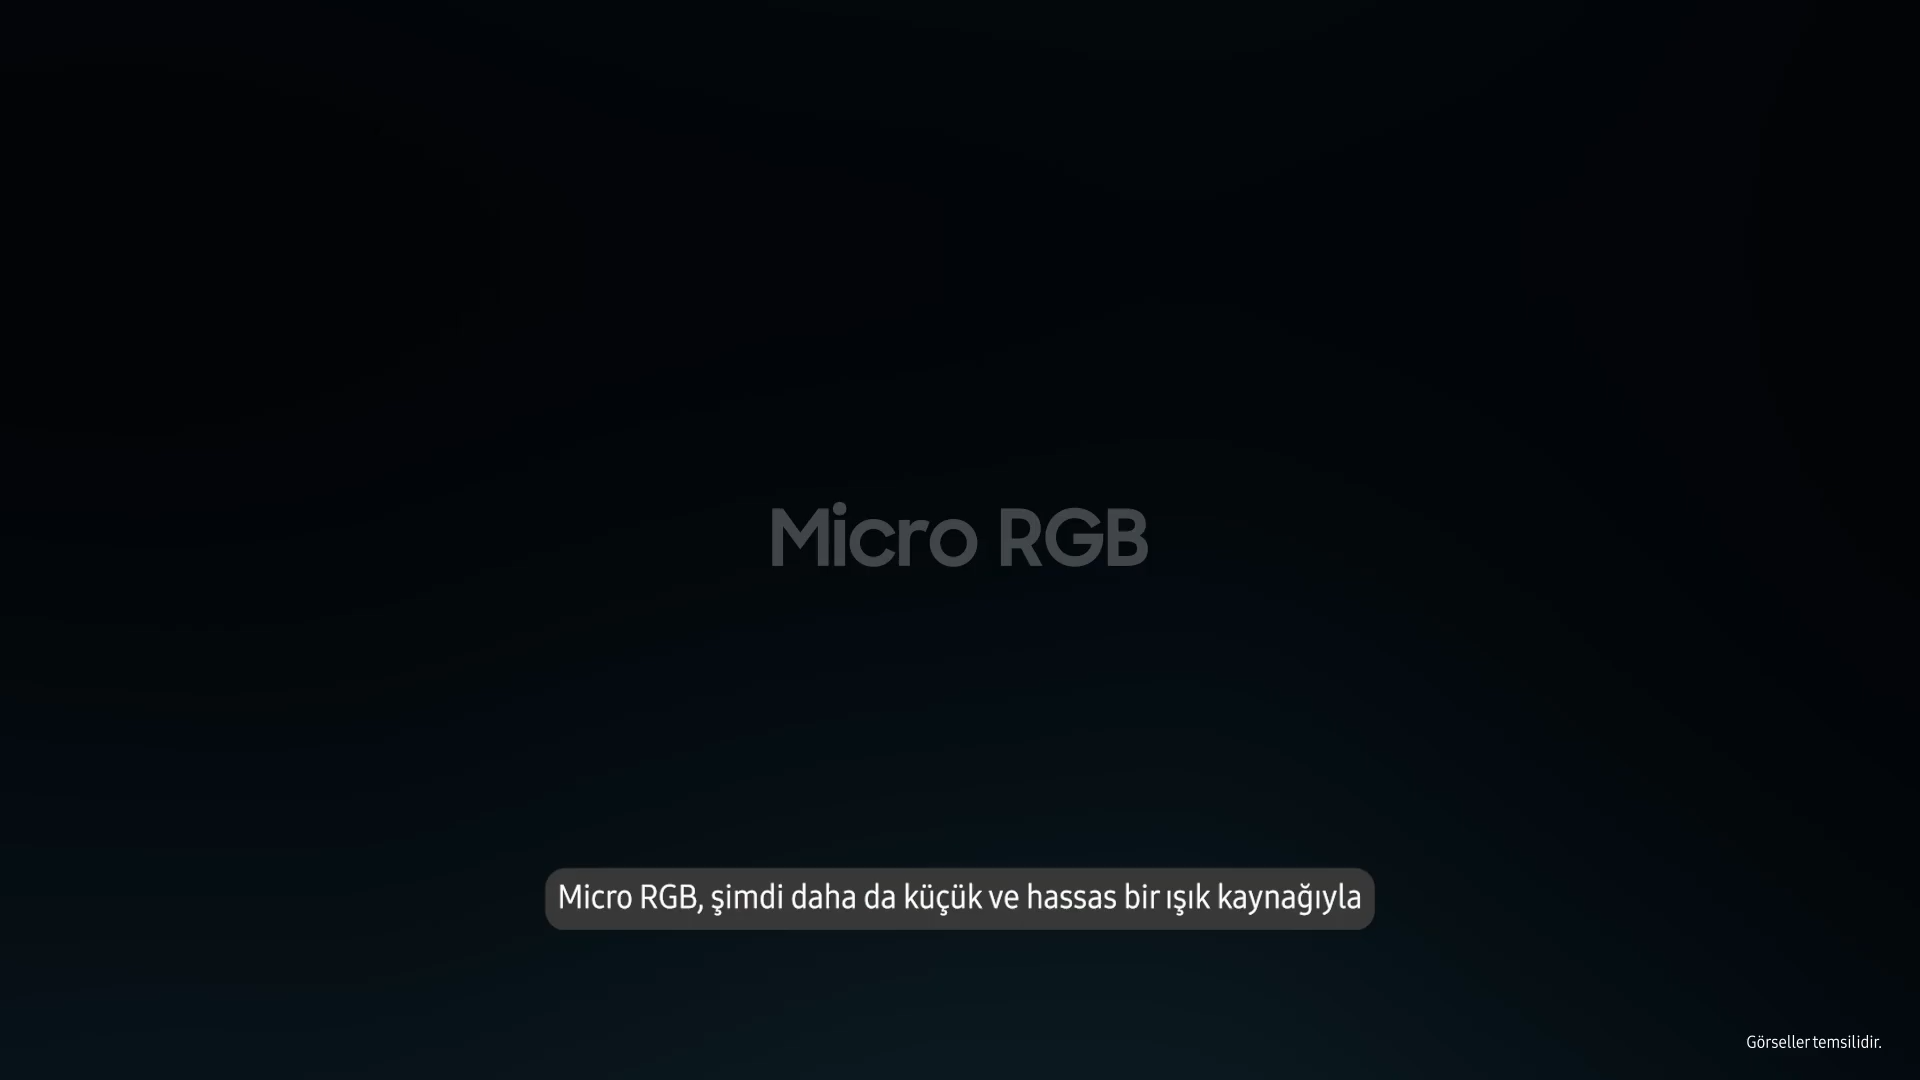 Micro RGB
Micro RGB, şimdi daha da küçük ve hassas bir ışık kaynağıyla
Görseller temsilidir.